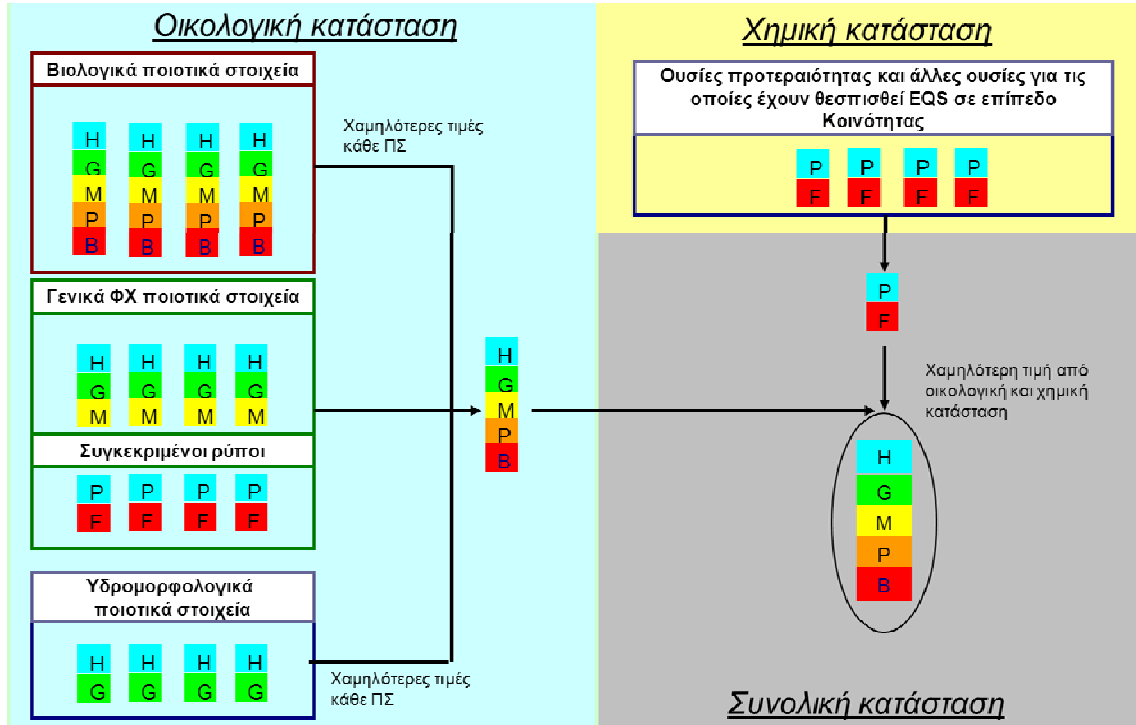 Οικολογική κατάσταση
Βιολογικά ποιοτικά στοιχεία
H H H H
G G G G
M M M M
P P P P
B B B B
Χαμηλότερες τιμές
κάθε ΠΣ
Γενικά ΦΧ ποιοτικά στοιχεία
H H H H
G G G G
M M M M
Συγκεκριμένοι ρύποι
P P P P
F F F F
Υδρομορφολογικά
ποιοτικά στοιχεία
H H H H
G G G G
Χαμηλότερες τιμές
κάθε ΠΣ
H
G
M
P
B
Χημική κατάσταση
Ουσίες προτεραιότητας και άλλες ουσίες για τις
οποίες έχουν θεσπισθεί EQS σε επίπεδο
Κοινότητας
P P P P
F F F F
P
F
Χαμηλότερη τιμή από
οικολογική και χημική
κατάσταση
H
G
M
P
B
Συνολική κατάσταση